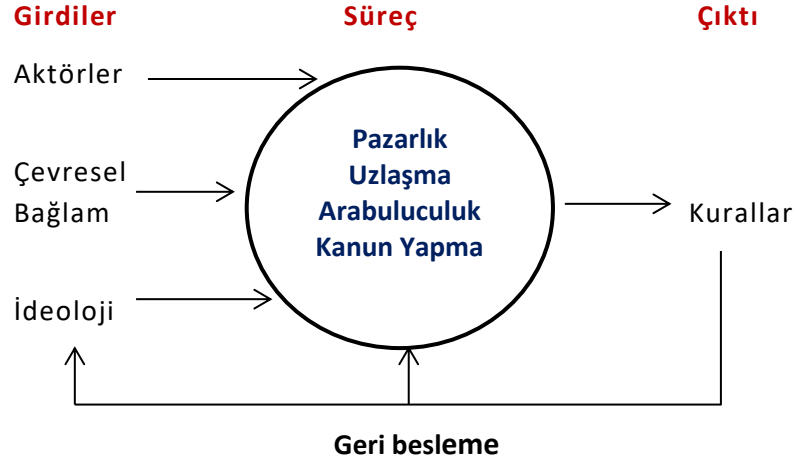 Girdiler
Süreç
Çıktı
Aktörler
Çevresel
Bağlam
İdeoloji
Pazarlık
Uzlaşma
Arabuluculuk
Kanun Yapma
Kurallar
Geri besleme